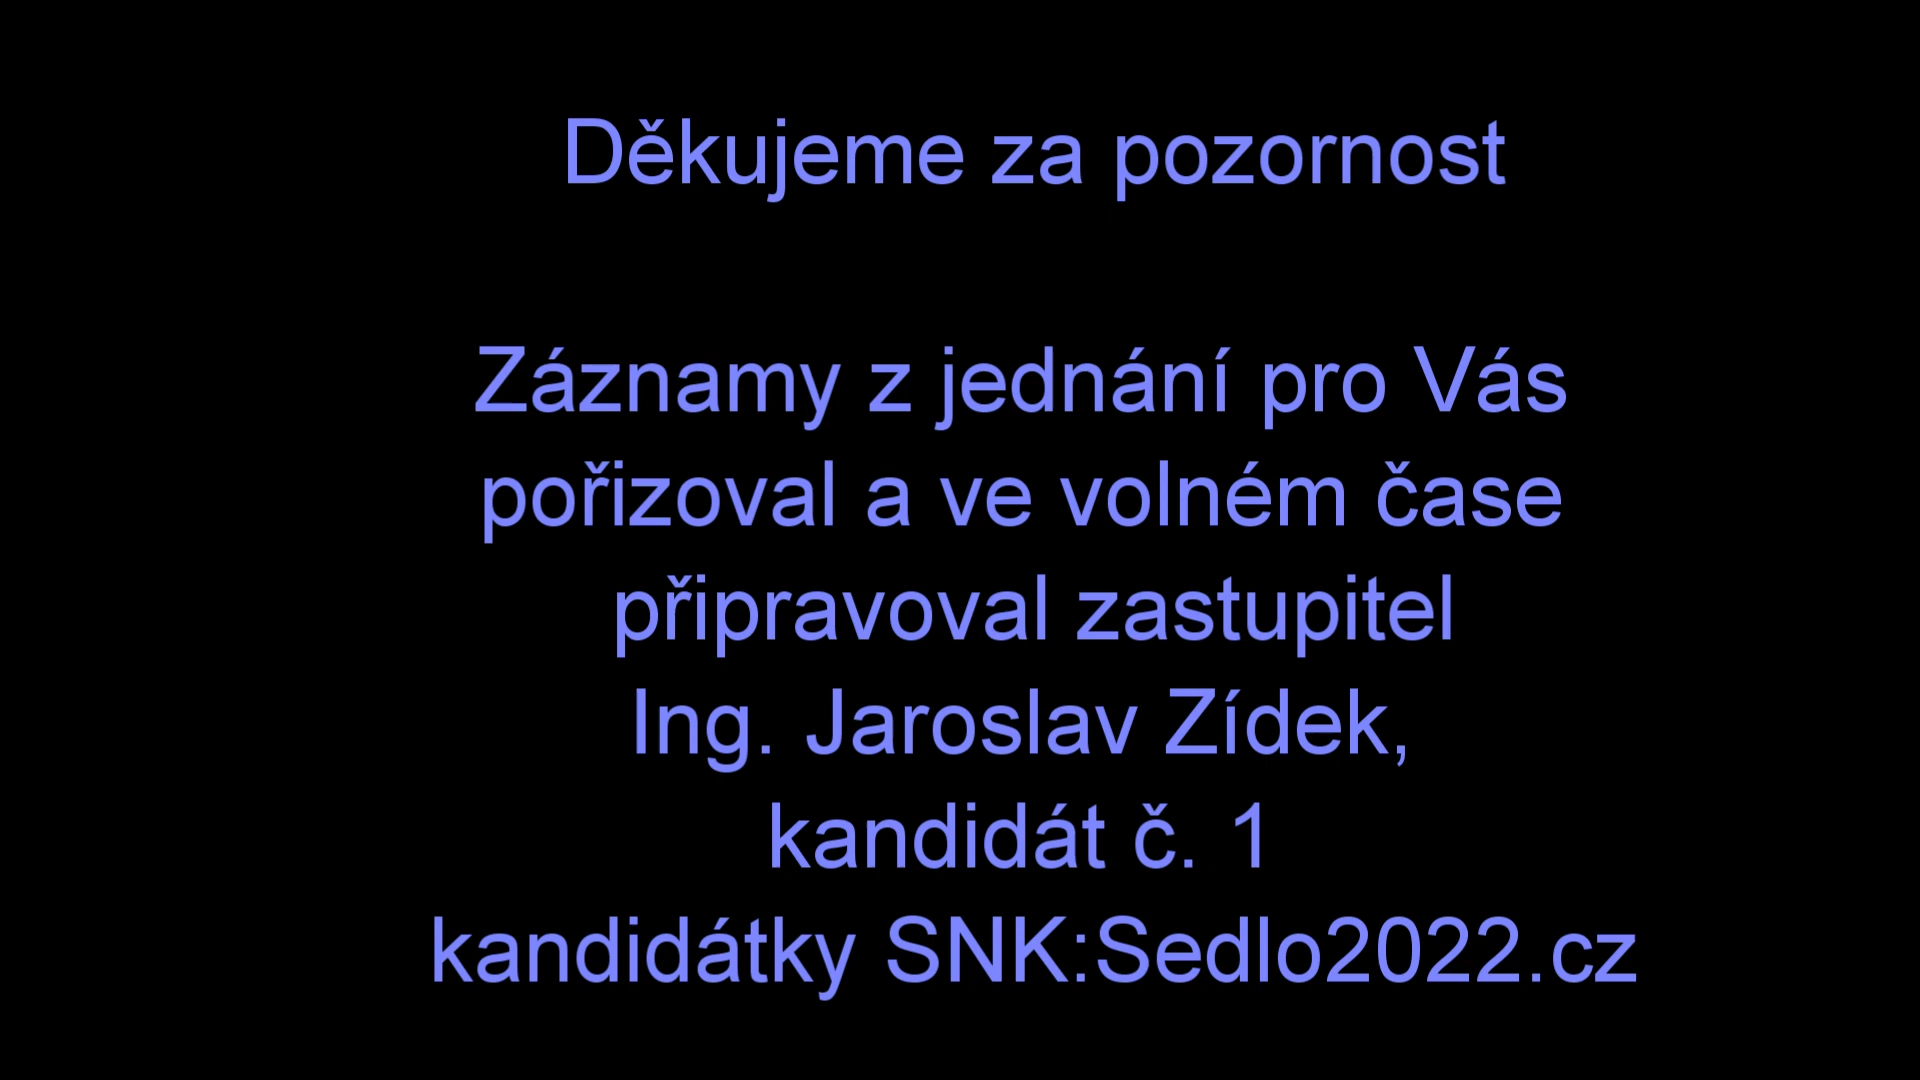 Děkujeme za pozornost
Záznamy z jednání pro Vás
pořizoval a ve volném čase
připravoval zastupitel
Ing. Jaroslav Zídek,
kandidát č. 1
kandidátky SNK:Sedlo2022.cz